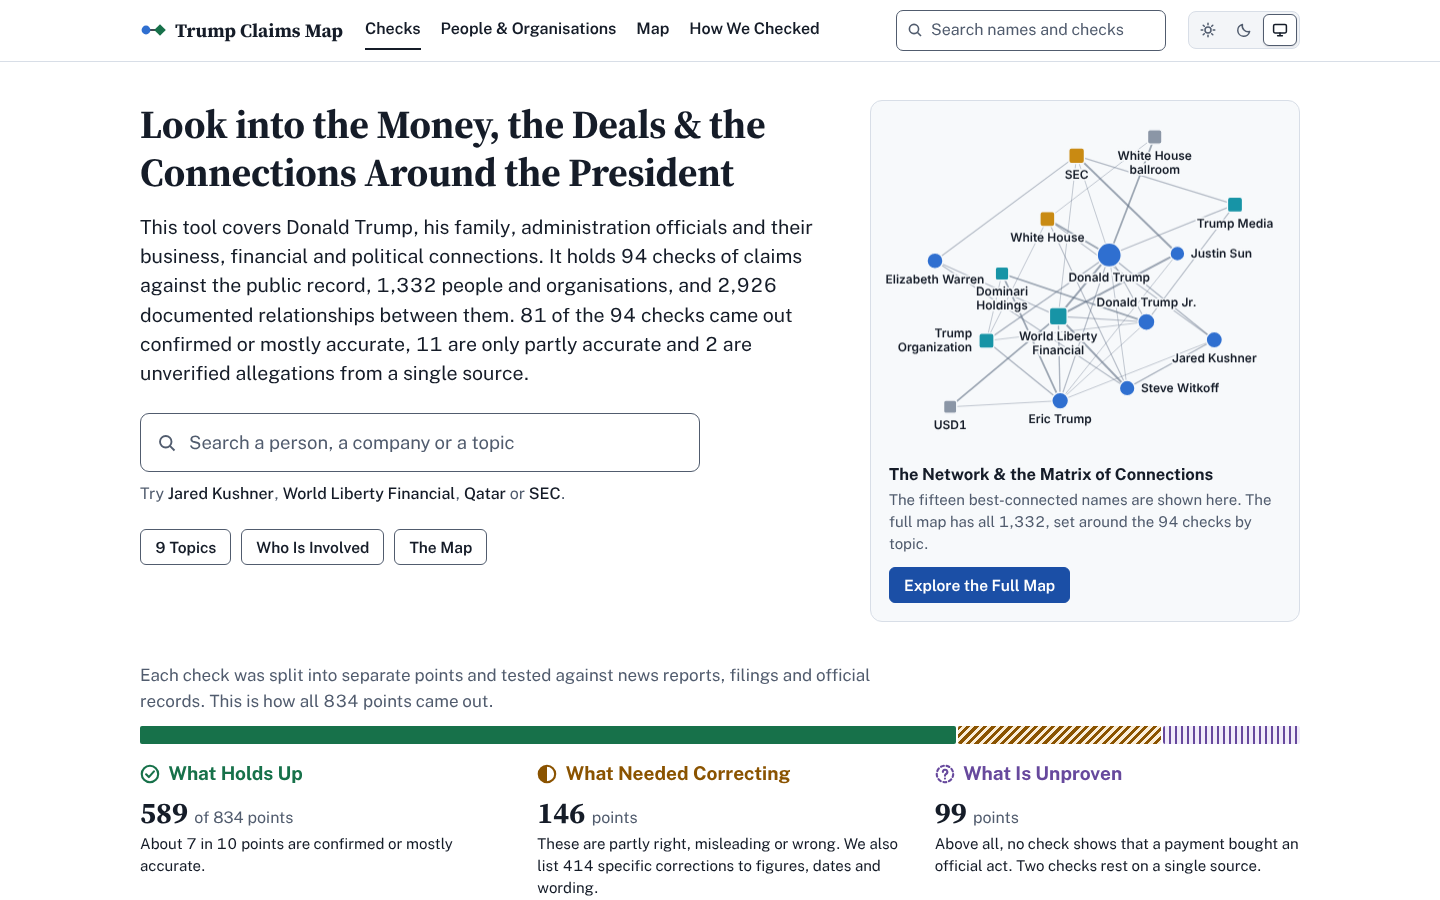 Trump Claims Map
Checks
People & Organisations
Map
How We Checked
Search names and checks
Look into the Money, the Deals & the
Connections Around the President
This tool covers Donald Trump, his family, administration officials and their
business, financial and political connections. It holds 94 checks of claims
against the public record, 1,332 people and organisations, and 2,926
documented relationships between them. 81 of the 94 checks came out
confirmed or mostly accurate, 11 are only partly accurate and 2 are
unverified allegations from a single source.
Search a person, a company or a topic
Try Jared Kushner, World Liberty Financial, Qatar or SEC.
9 Topics
Who Is Involved
The Map
White House
ballroom
SEC
Trump Media
White House
Justin Sun
Elizabeth Warren
Donald Trump
Dominari
Holdings
Donald Trump Jr.
Trump
Organization
World Liberty
Financial
Jared Kushner
Steve Witkoff
USD1
Eric Trump
The Network & the Matrix of Connections
The fifteen best-connected names are shown here. The
full map has all 1,332, set around the 94 checks by
topic.
Explore the Full Map
Each check was split into separate points and tested against news reports, filings and official
records. This is how all 834 points came out.
What Holds Up
589 of 834 points
About 7 in 10 points are confirmed or mostly
accurate.
What Needed Correcting
146 points
These are partly right, misleading or wrong. We also
list 414 specific corrections to figures, dates and
wording.
What Is Unproven
99 points
Above all, no check shows that a payment bought an
official act. Two checks rest on a single source.